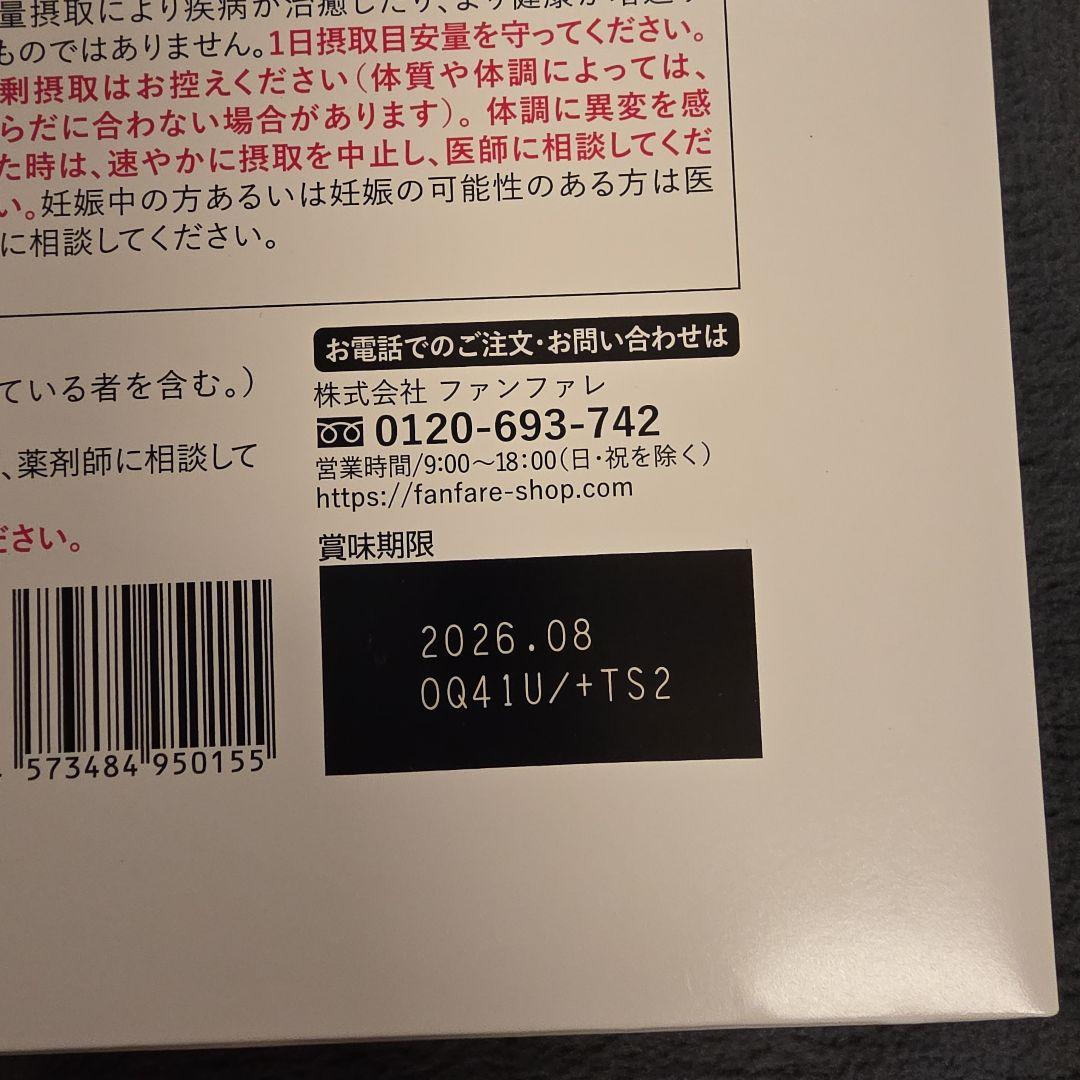 量摂取により疾病が治癒したり、より健康が増進す
ものではありません。1日摂取目安量を守ってください。
剰摂取はお控えください(体質や体調によっては、
らだに合わない場合があります)。体調に異変を感
た時は、速やかに摂取を中止し、医師に相談してくだ
い。妊娠中の方あるいは妊娠の可能性のある方は医
に相談してください。
ている者を含む。)
、薬剤師に相談して
ださい。
お電話でのご注文・お問い合わせは
株式会社 ファンファレ
0120-693-742
営業時間/9:00〜18:00(日・祝を除く)
https://fanfare-shop.com
賞味期限
2026.08
0Q41U/+TS2
573484 950155